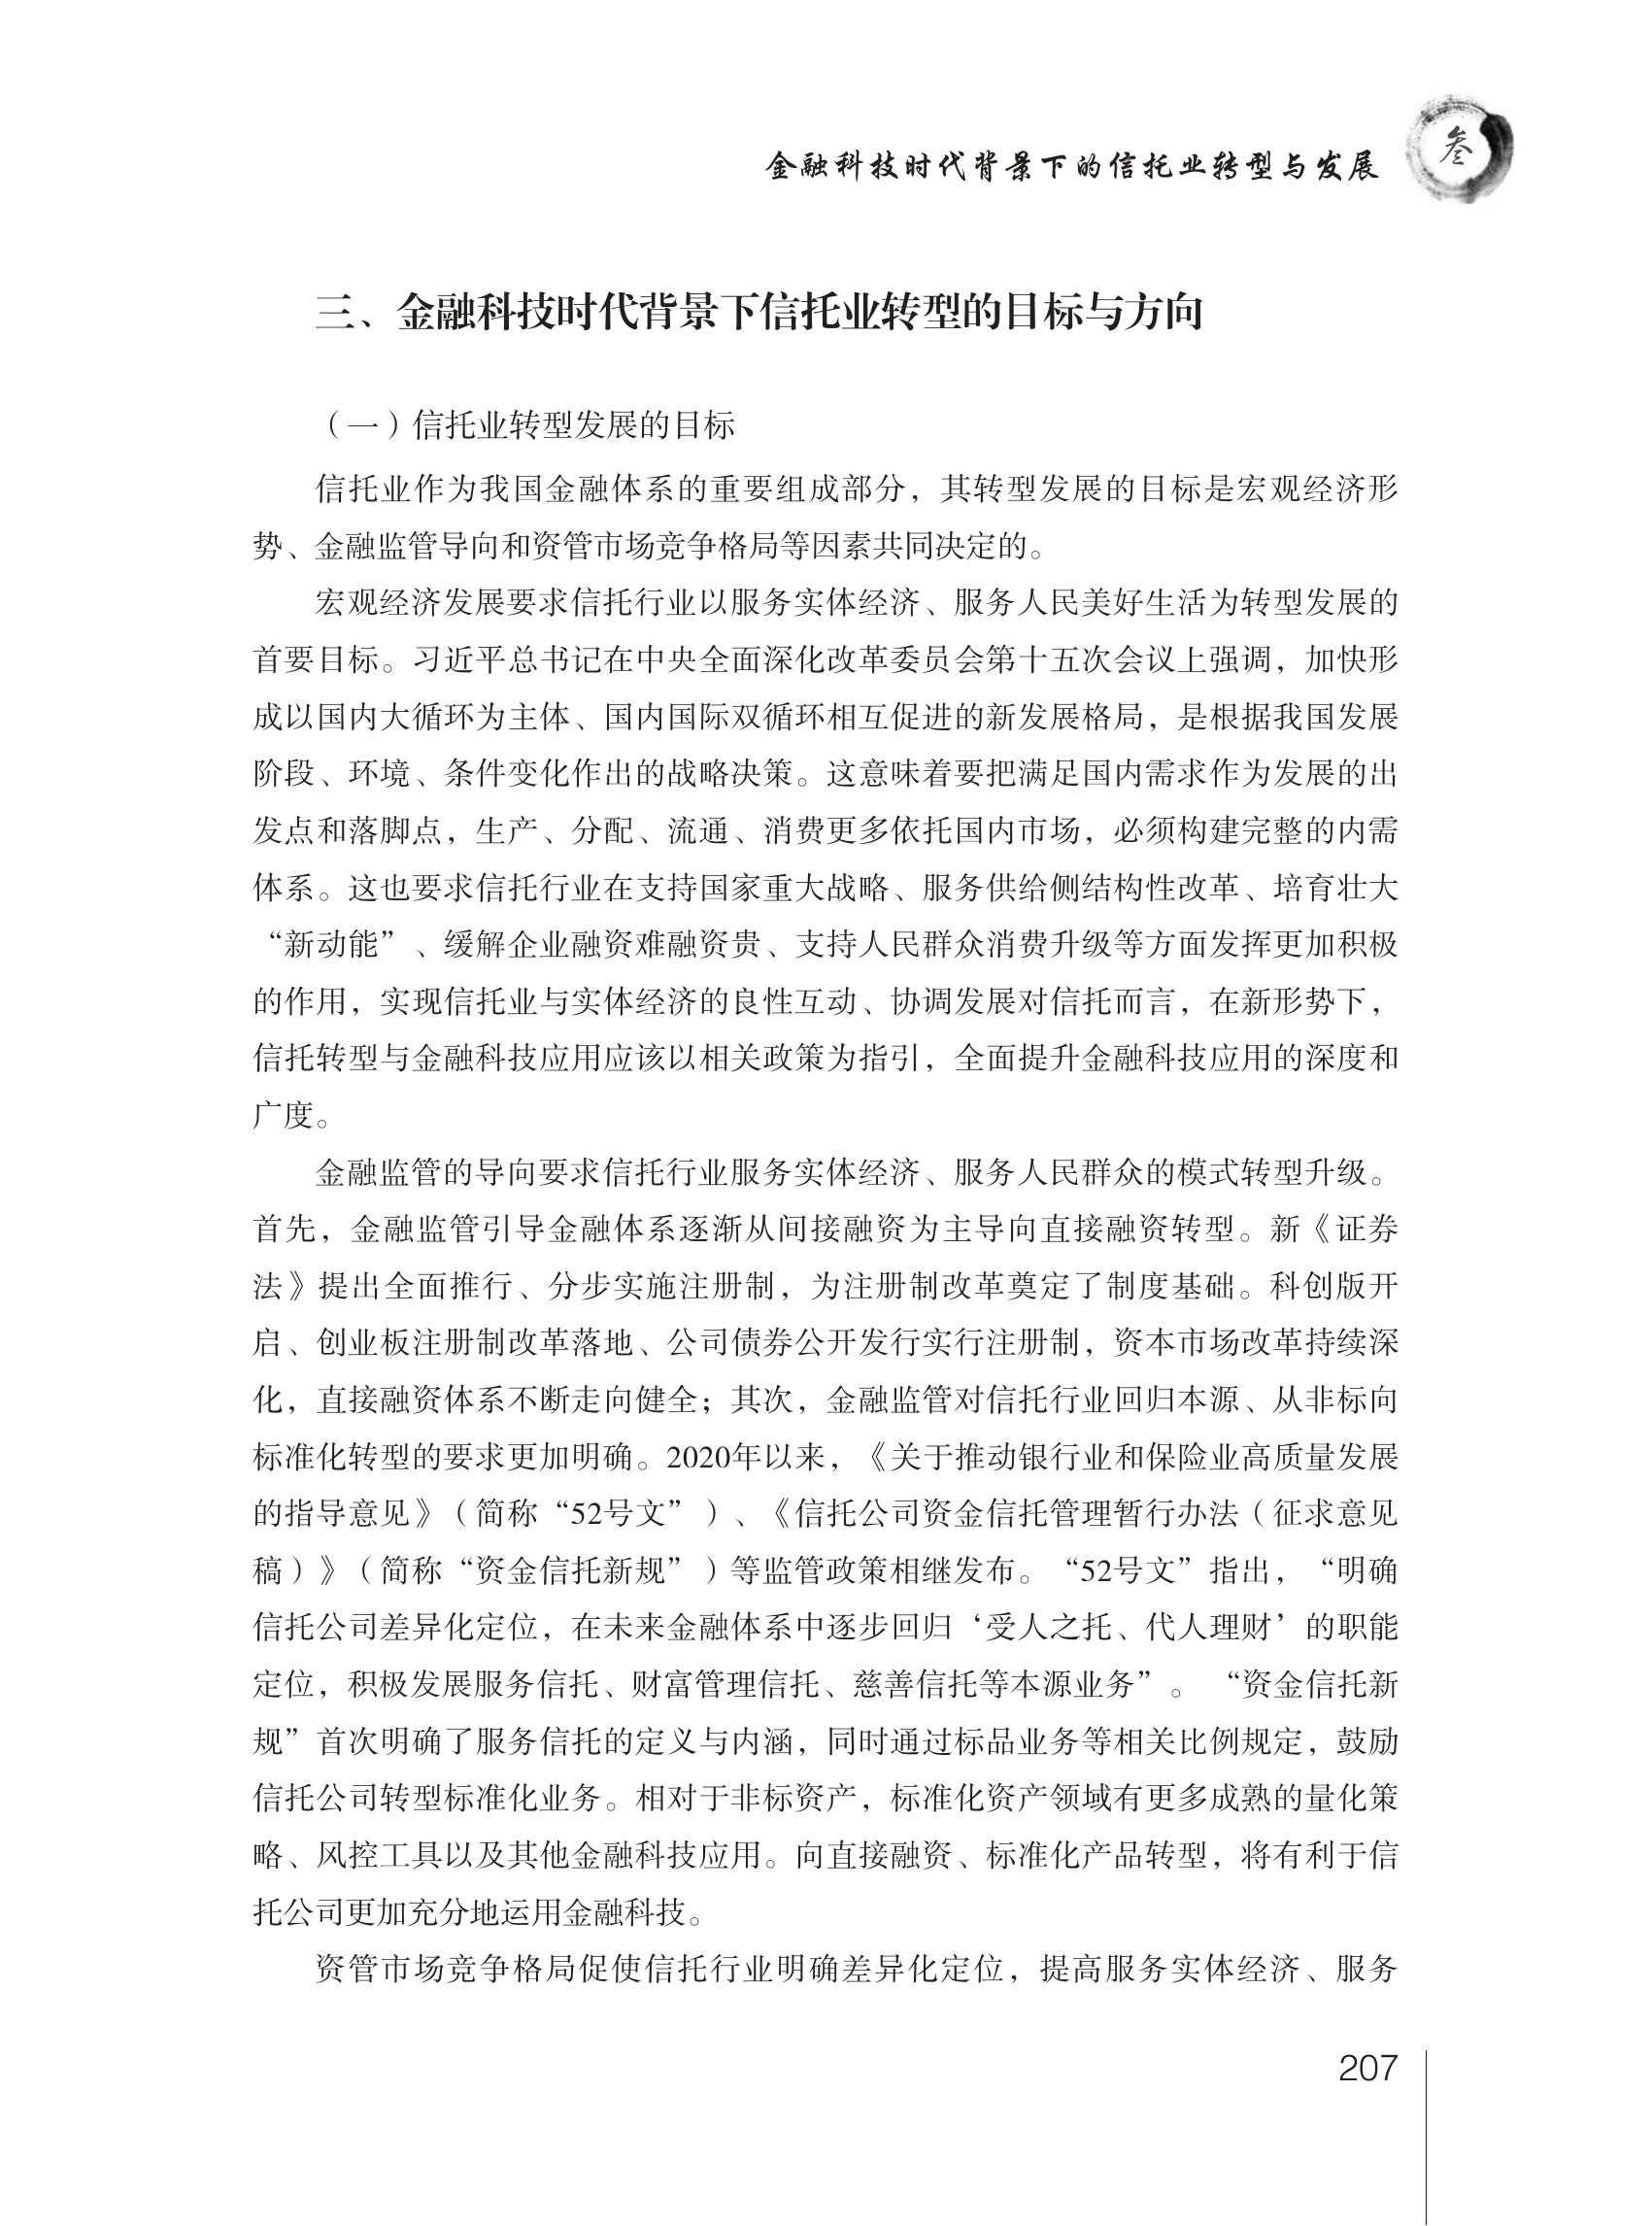 金融科技时代背景下的信托业转型与发展
叁
三、金融科技时代背景下信托业转型的目标与方向
（一）信托业转型发展的目标
信托业作为我国金融体系的重要组成部分，其转型发展的目标是宏观经济形
势、金融监管导向和资管市场竞争格局等因素共同决定的。
宏观经济发展要求信托行业以服务实体经济、服务人民美好生活为转型发展的
首要目标。习近平总书记在中央全面深化改革委员会第十五次会议上强调，加快形
成以国内大循环为主体、国内国际双循环相互促进的新发展格局，是根据我国发展
阶段、环境、条件变化作出的战略决策。这意味着要把满足国内需求作为发展的出
发点和落脚点，生产、分配、流通、消费更多依托国内市场，必须构建完整的内需
体系。这也要求信托行业在支持国家重大战略、服务供给侧结构性改革、培育壮大
“新动能”、缓解企业融资难融资贵、支持人民群众消费升级等方面发挥更加积极
的作用，实现信托业与实体经济的良性互动、协调发展对信托而言，在新形势下，
信托转型与金融科技应用应该以相关政策为指引，全面提升金融科技应用的深度和
广度。
金融监管的导向要求信托行业服务实体经济、服务人民群众的模式转型升级。
首先，金融监管引导金融体系逐渐从间接融资为主导向直接融资转型。新《证券
法》提出全面推行、分步实施注册制，为注册制改革奠定了制度基础。科创版开
启、创业板注册制改革落地、公司债券公开发行实行注册制，资本市场改革持续深
化，直接融资体系不断走向健全；其次，金融监管对信托行业回归本源、从非标向
标准化转型的要求更加明确。2020年以来，《关于推动银行业和保险业高质量发展
的指导意见》（简称“52号文”）、《信托公司资金信托管理暂行办法（征求意见
稿）》（简称“资金信托新规”）等监管政策相继发布。“52号文”指出，“明确
信托公司差异化定位，在未来金融体系中逐步回归‘受人之托、代人理财’的职能
定位，积极发展服务信托、财富管理信托、慈善信托等本源业务”。“资金信托新
规”首次明确了服务信托的定义与内涵，同时通过标品业务等相关比例规定，鼓励
信托公司转型标准化业务。相对于非标资产，标准化资产领域有更多成熟的量化策
略、风控工具以及其他金融科技应用。向直接融资、标准化产品转型，将有利于信
托公司更加充分地运用金融科技。
资管市场竞争格局促使信托行业明确差异化定位，提高服务实体经济、服务
207